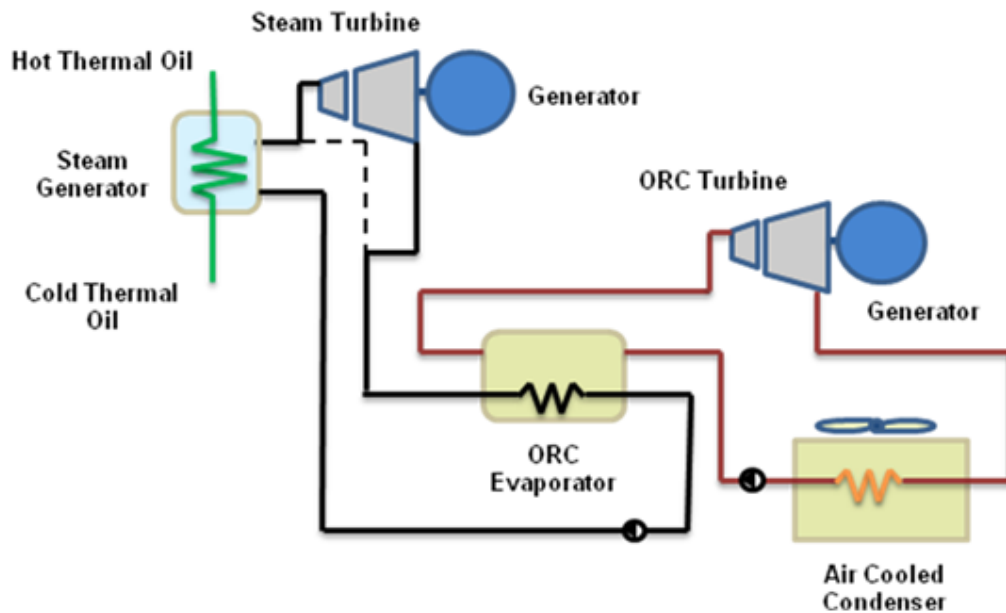 Steam Turbine
Hot Thermal Oil
Generator
Steam
Generator
ORC Turbine
Cold Thermal
Oil
Generator
ORC
Evaporator
Air Cooled
Condenser